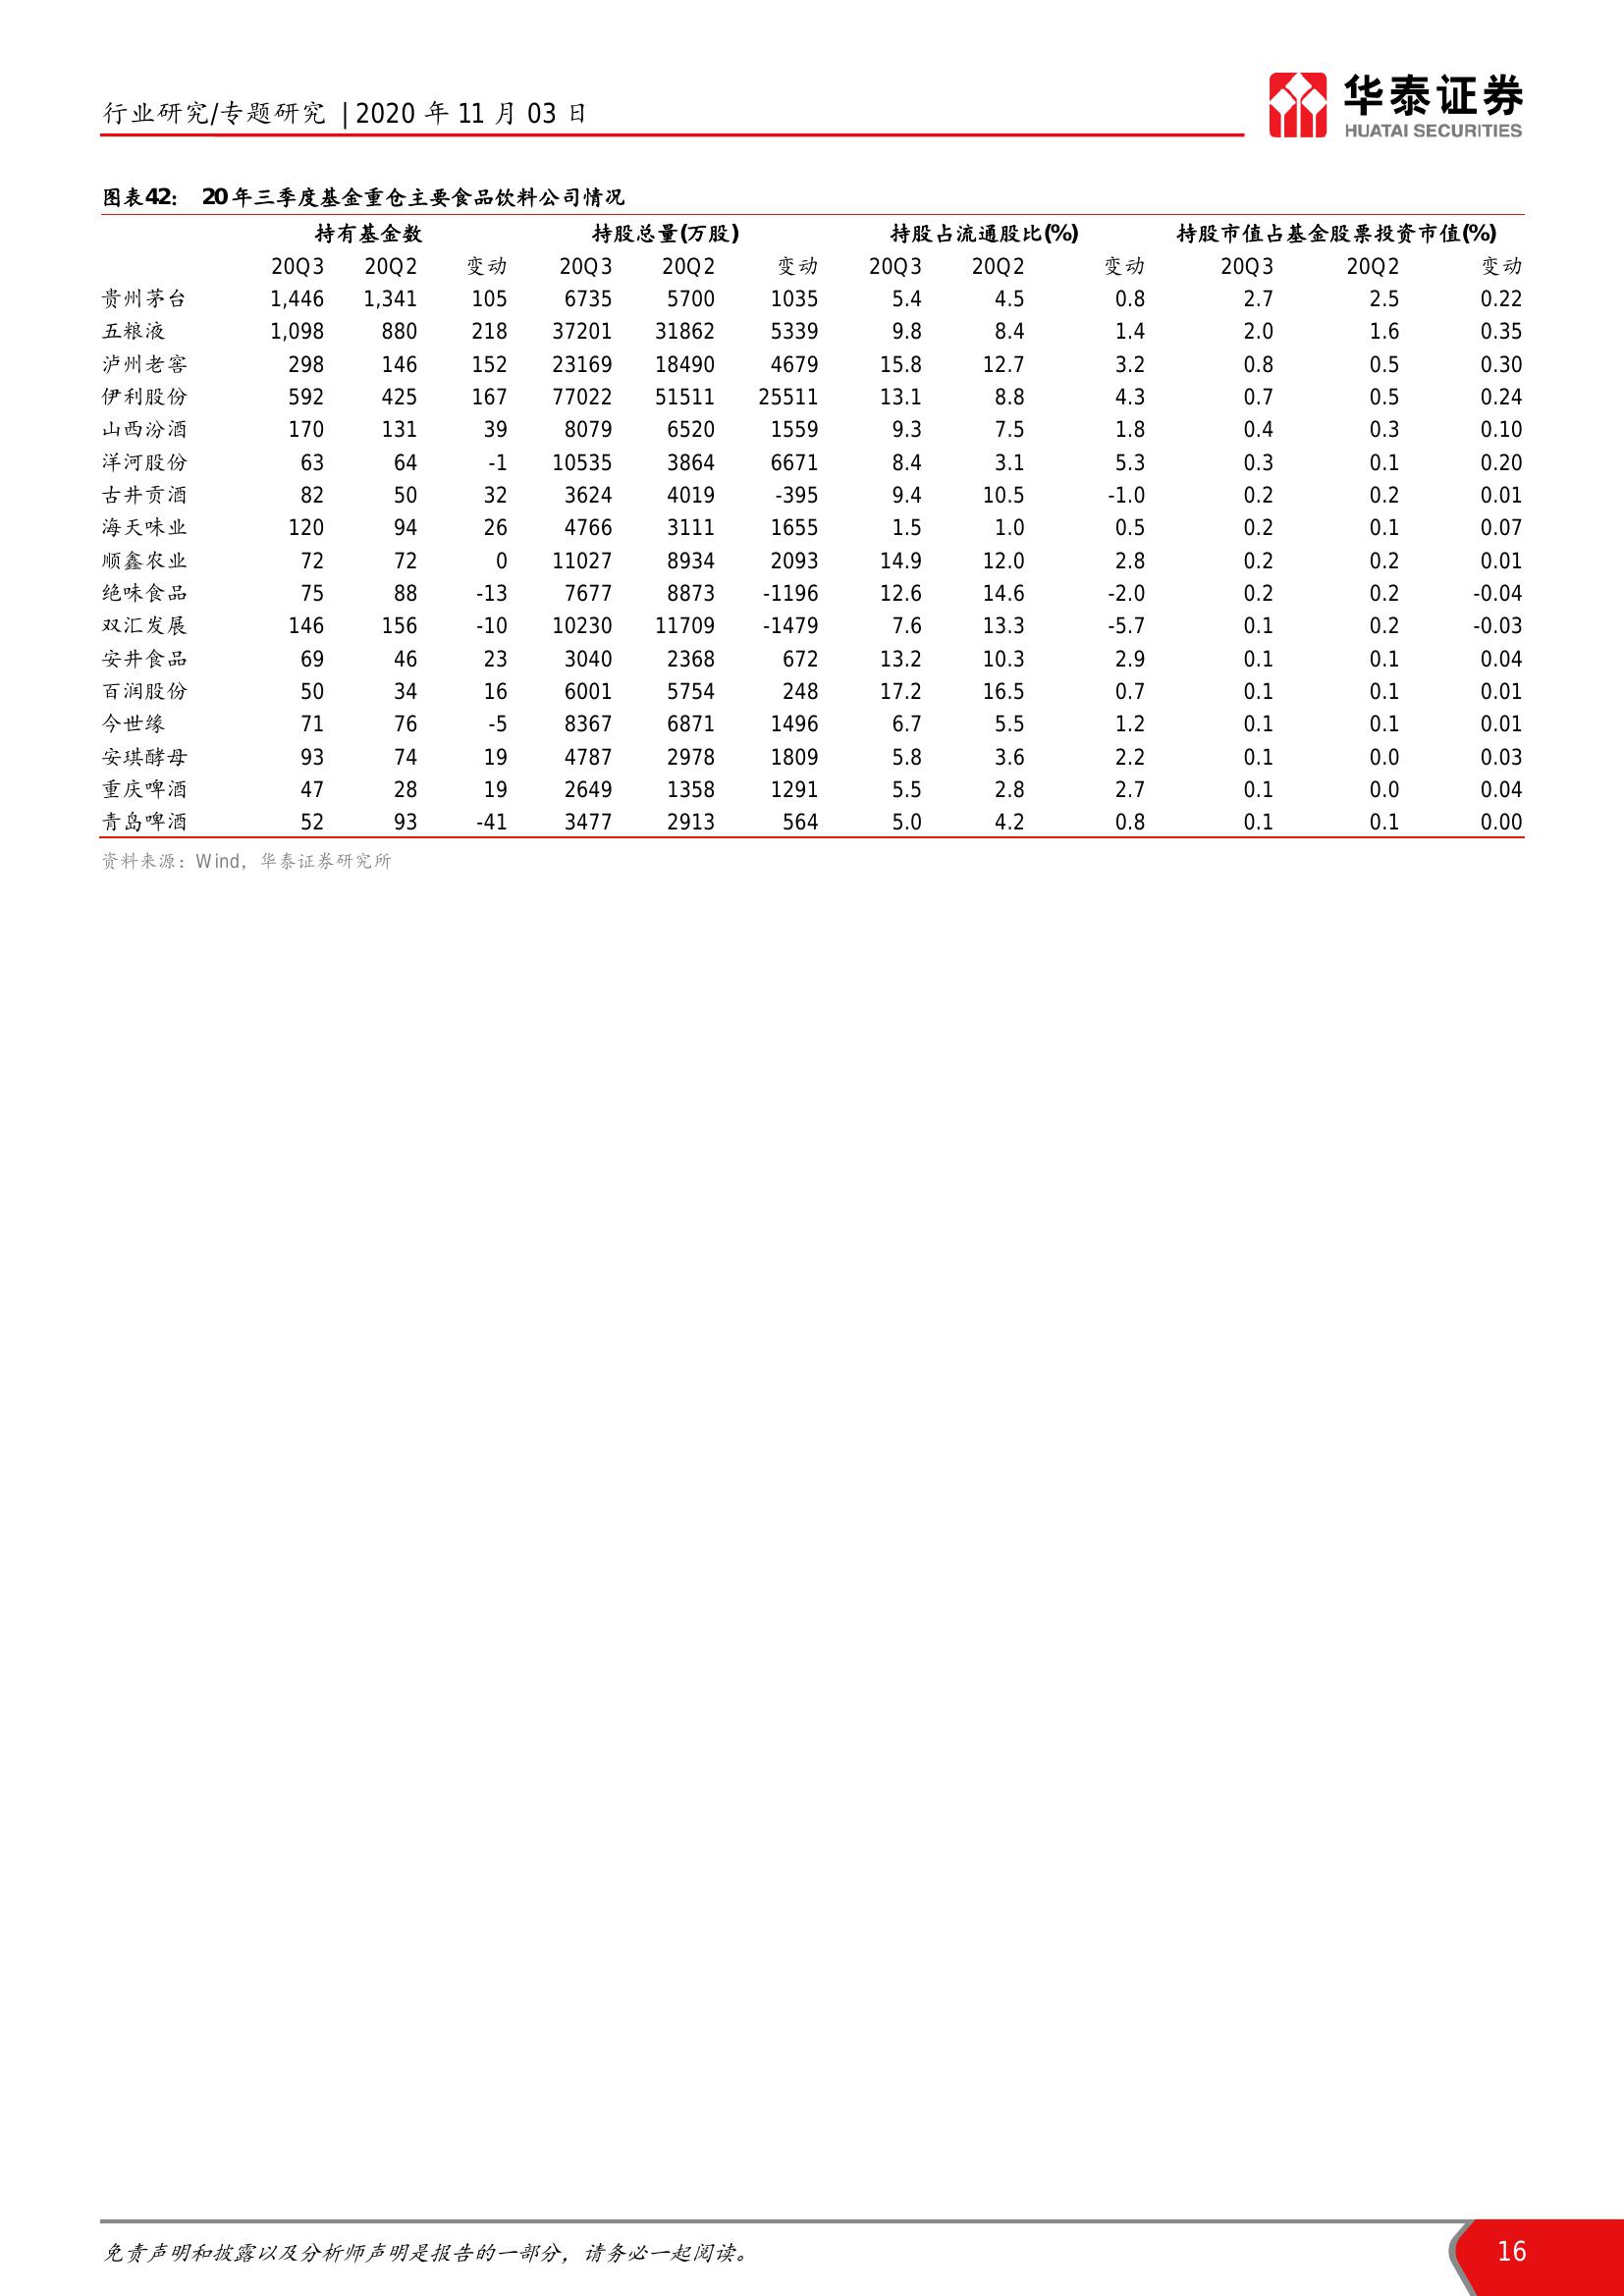 行业研究/专题研究 | 2020 年 11 月 03 日
华泰证券
HUATAI SECURITIES
图表42： 20年三季度基金重仓主要食品饮料公司情况
持有基金数 持股总量(万股) 持股占流通股比(%) 持股市值占基金股票投资市值(%)
20Q3 20Q2 变动 20Q3 20Q2 变动 20Q3 20Q2 变动 20Q3 20Q2 变动
贵州茅台 1,446 1,341 105 6735 5700 1035 5.4 4.5 0.8 2.7 2.5 0.22
五粮液 1,098 880 218 37201 31862 5339 9.8 8.4 1.4 2.0 1.6 0.35
泸州老窖 298 146 152 23169 18490 4679 15.8 12.7 3.2 0.8 0.5 0.30
伊利股份 592 425 167 77022 51511 25511 13.1 8.8 4.3 0.7 0.5 0.24
山西汾酒 170 131 39 8079 6520 1559 9.3 7.5 1.8 0.4 0.3 0.10
洋河股份 63 64 -1 10535 3864 6671 8.4 3.1 5.3 0.3 0.1 0.20
古井贡酒 82 50 32 3624 4019 -395 9.4 10.5 -1.0 0.2 0.2 0.01
海天味业 120 94 26 4766 3111 1655 1.5 1.0 0.5 0.2 0.1 0.07
顺鑫农业 72 72 0 11027 8934 2093 14.9 12.0 2.8 0.2 0.2 0.01
绝味食品 75 88 -13 7677 8873 -1196 12.6 14.6 -2.0 0.2 0.2 -0.04
双汇发展 146 156 -10 10230 11709 -1479 7.6 13.3 -5.7 0.1 0.2 -0.03
安井食品 69 46 23 3040 2368 672 13.2 10.3 2.9 0.1 0.1 0.04
百润股份 50 34 16 6001 5754 248 17.2 16.5 0.7 0.1 0.1 0.01
今世缘 71 76 -5 8367 6871 1496 6.7 5.5 1.2 0.1 0.1 0.01
安琪酵母 93 74 19 4787 2978 1809 5.8 3.6 2.2 0.1 0.0 0.03
重庆啤酒 47 28 19 2649 1358 1291 5.5 2.8 2.7 0.1 0.0 0.04
青岛啤酒 52 93 -41 3477 2913 564 5.0 4.2 0.8 0.1 0.1 0.00
资料来源：Wind，华泰证券研究所
免责声明和披露以及分析师声明是报告的一部分，请务必一起阅读。
16